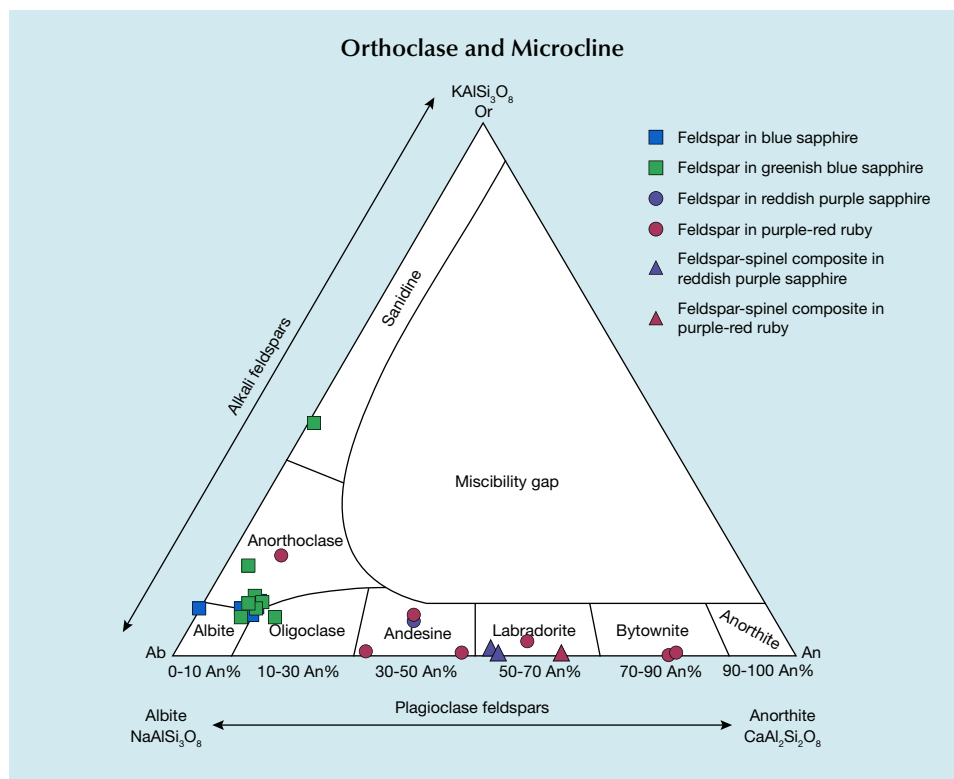 Orthoclase and Microcline
KAlSi₃O₈
Or
Feldspar in blue sapphire
Feldspar in greenish blue sapphire
Feldspar in reddish purple sapphire
Feldspar in purple-red ruby
Feldspar-spinel composite in
reddish purple sapphire
Feldspar-spinel composite in
purple-red ruby
Alkali feldspars
Sanidine
Miscibility gap
Anorthoclase
Albite
Oligoclase
Andesine
Labradorite
Bytownite
Anorthite
Ab
An
0-10 An%
10-30 An%
30-50 An%
50-70 An%
70-90 An%
90-100 An%
Plagioclase feldspars
Albite
NaAlSi₃O₈
Anorthite
CaAl₂Si₂O₈